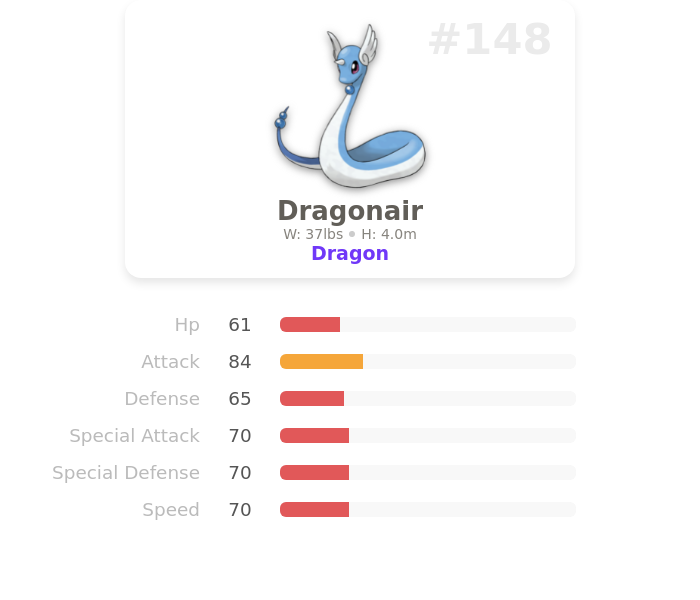 #148
Dragonair
W: 37lbs • H: 4.0m
Dragon
Hp 61
Attack 84
Defense 65
Special Attack 70
Special Defense 70
Speed 70